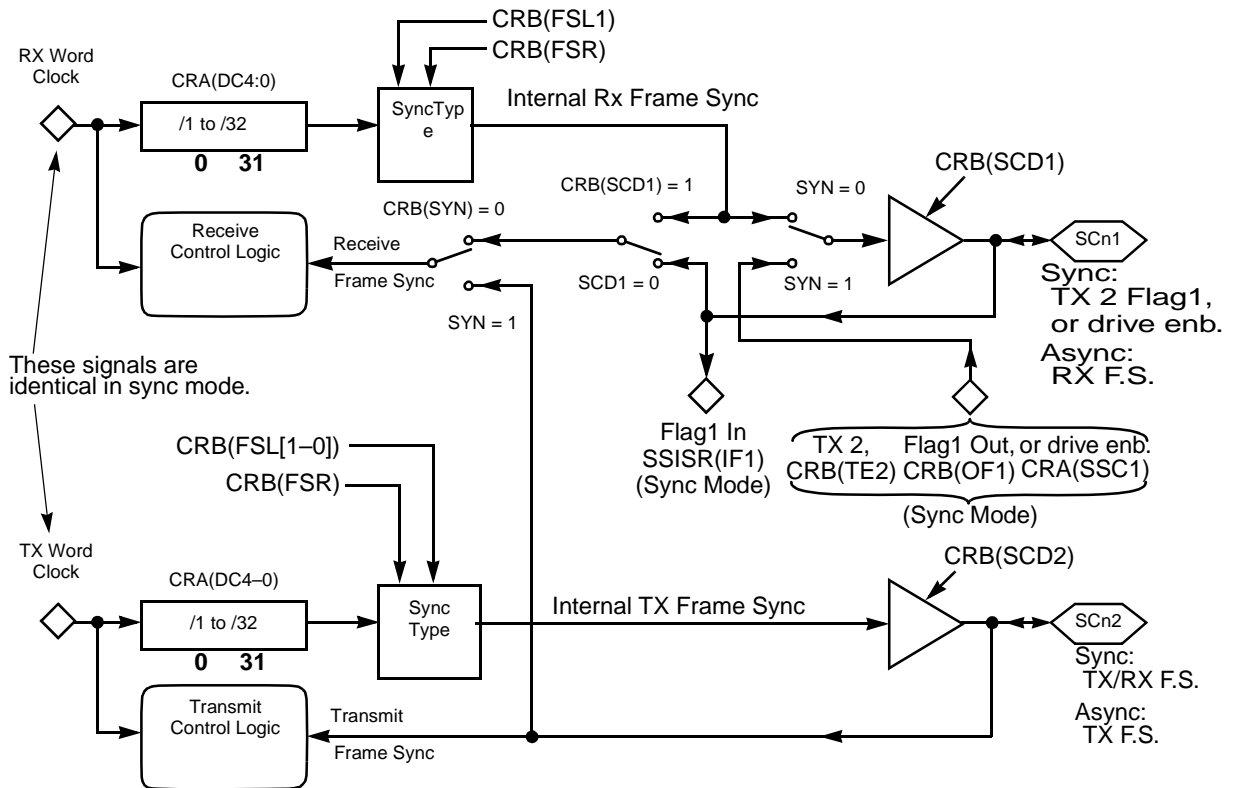 CRB(FSL1)
CRB(FSR)
RX Word
Clock
CRA(DC4:0)
/1 to /32
0 31
SyncTyp
e
Internal Rx Frame Sync
CRB(SCD1)
CRB(SCD1) = 1
SYN = 0
CRB(SYN) = 0
Receive
Control Logic
Receive
Frame Sync
SCD1 = 0
SYN = 1
SYN = 1
SCn1
Sync:
TX 2 Flag1,
or drive enb.
Async:
RX F.S.
These signals are
identical in sync mode.
Flag1 In
SSISR(IF1)
(Sync Mode)
TX 2, Flag1 Out, or drive enb.
CRB(TE2) CRB(OF1) CRA(SSC1)
(Sync Mode)
CRB(FSL[1–0])
CRB(FSR)
TX Word
Clock
CRA(DC4–0)
/1 to /32
0 31
Sync
Type
Internal TX Frame Sync
CRB(SCD2)
SCn2
Sync:
TX/RX F.S.
Async:
TX F.S.
Transmit
Control Logic
Transmit
Frame Sync